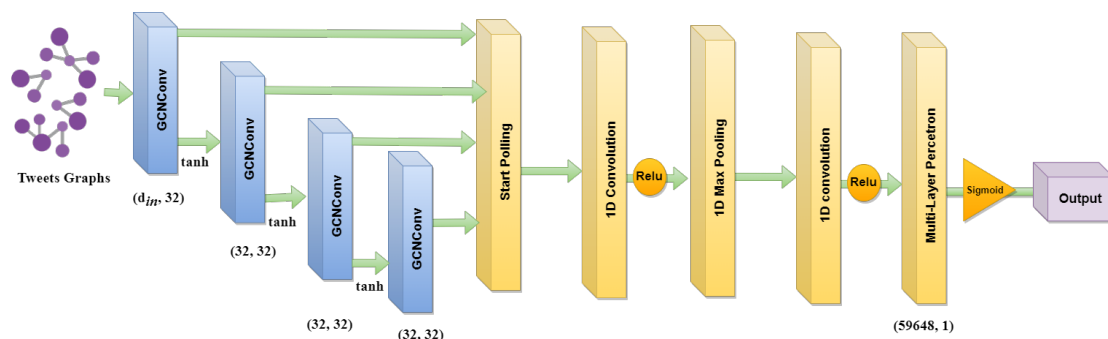 Tweets Graphs
GCNConv
(d_in, 32)
tanh
GCNConv
(32, 32)
tanh
GCNConv
(32, 32)
tanh
GCNConv
(32, 32)
Start Polling
1D Convolution
Relu
1D Max Pooling
1D convolution
Relu
Multi-Layer Percetron
(59648, 1)
Sigmoid
Output